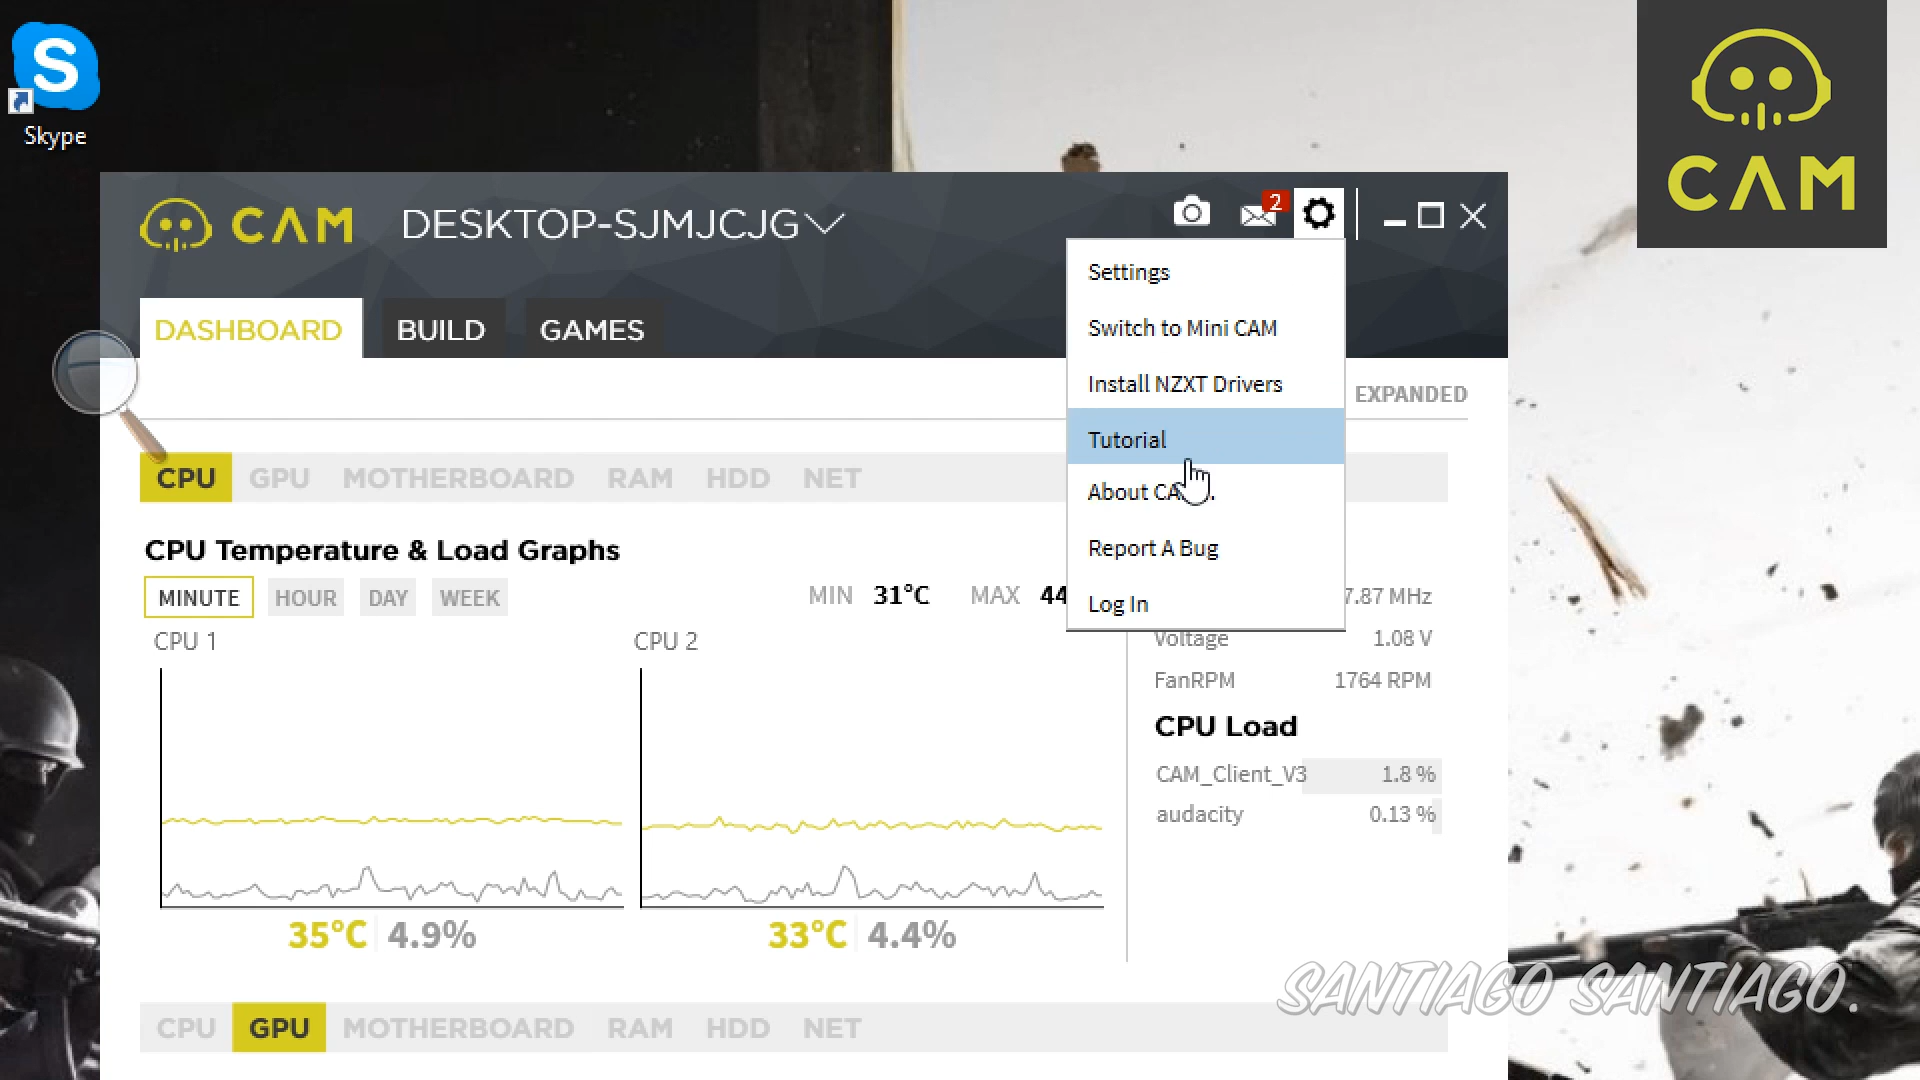 S
Skype
CAM
CAM
DESKTOP-SJMJCJG
2
Settings
Switch to Mini CAM
Install NZXT Drivers
Tutorial
About
Report A Bug
Log In
DASHBOARD
BUILD
GAMES
EXPANDED
CPU GPU MOTHERBOARD RAM HDD NET
CPU Temperature & Load Graphs
MINUTE HOUR DAY WEEK
MIN 31°C MAX 44
7.87 MHz
CPU 1
CPU 2
Voltage 1.08 V
FanRPM 1764 RPM
CPU Load
CAM_Client_V3 1.8 %
audacity 0.13 %
35°C 4.9%
33°C 4.4%
SANTIAGO SANTIAGO.
CPU GPU MOTHERBOARD RAM HDD NET